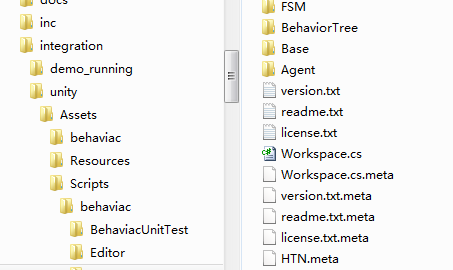 docs
inc
integration
demo_running
unity
Assets
behaviac
Resources
Scripts
behaviac
BehaviacUnitTest
Editor
FSM
BehaviorTree
Base
Agent
version.txt
readme.txt
license.txt
Workspace.cs
Workspace.cs.meta
version.txt.meta
readme.txt.meta
license.txt.meta
HTN.meta